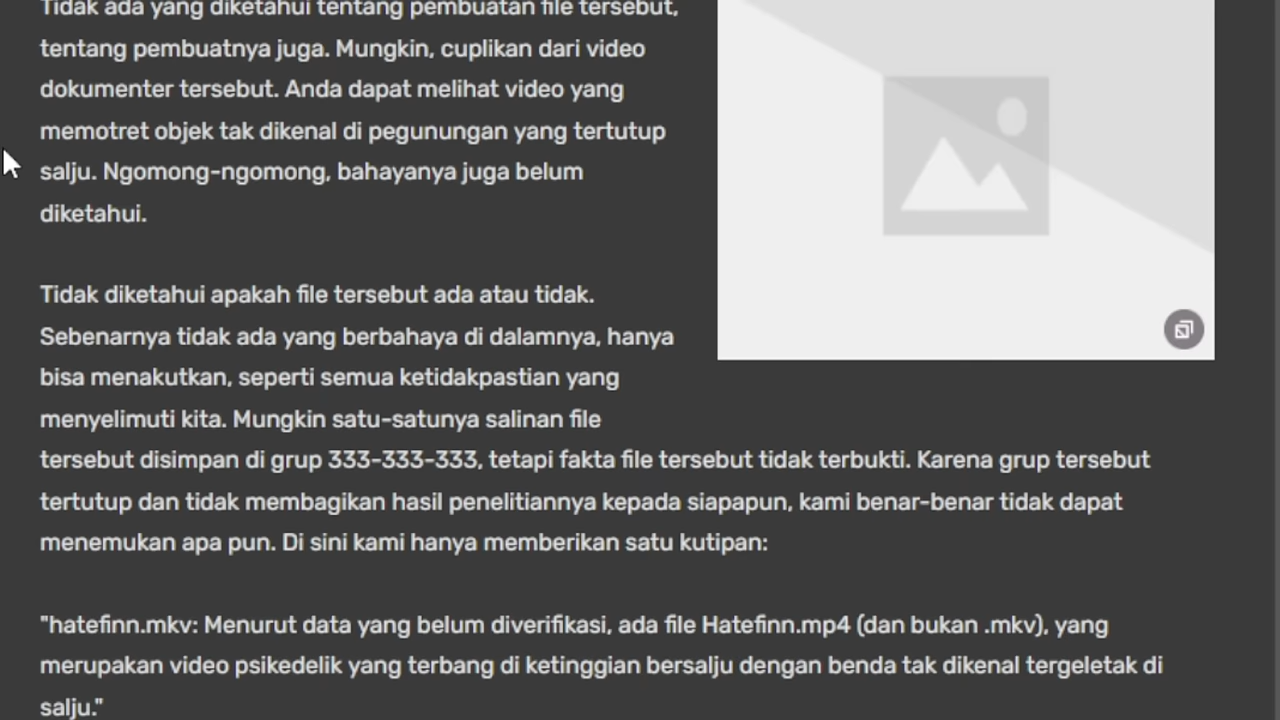 Tidak ada yang diketahui tentang pembuatan file tersebut,
tentang pembuatnya juga. Mungkin, cuplikan dari video
dokumenter tersebut. Anda dapat melihat video yang
memotret objek tak dikenal di pegunungan yang tertutup
salju. Ngomong-ngomong, bahayanya juga belum
diketahui.
Tidak diketahui apakah file tersebut ada atau tidak.
Sebenarnya tidak ada yang berbahaya di dalamnya, hanya
bisa menakutkan, seperti semua ketidakpastian yang
menyelimuti kita. Mungkin satu-satunya salinan file
tersebut disimpan di grup 333-333-333, tetapi fakta file tersebut tidak terbukti. Karena grup tersebut
tertutup dan tidak membagikan hasil penelitiannya kepada siapapun, kami benar-benar tidak dapat
menemukan apa pun. Di sini kami hanya memberikan satu kutipan:
"hatefinn.mkv: Menurut data yang belum diverifikasi, ada file Hatefinn.mp4 (dan bukan .mkv), yang
merupakan video psikedelik yang terbang di ketinggian bersalju dengan benda tak dikenal tergeletak di
salju."